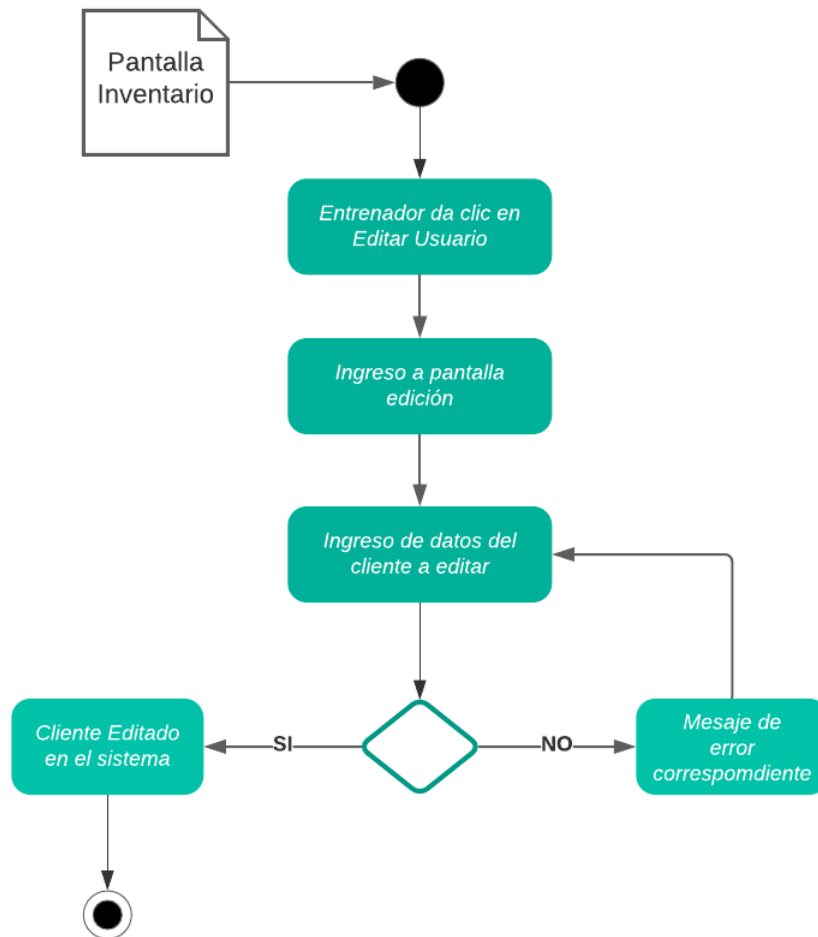 Pantalla
Inventario
Entrenador da clic en
Editar Usuario
Ingreso a pantalla
edición
Ingreso de datos del
cliente a editar
Cliente Editado
en el sistema
SI
NO
Mesaje de
error
correspomdiente